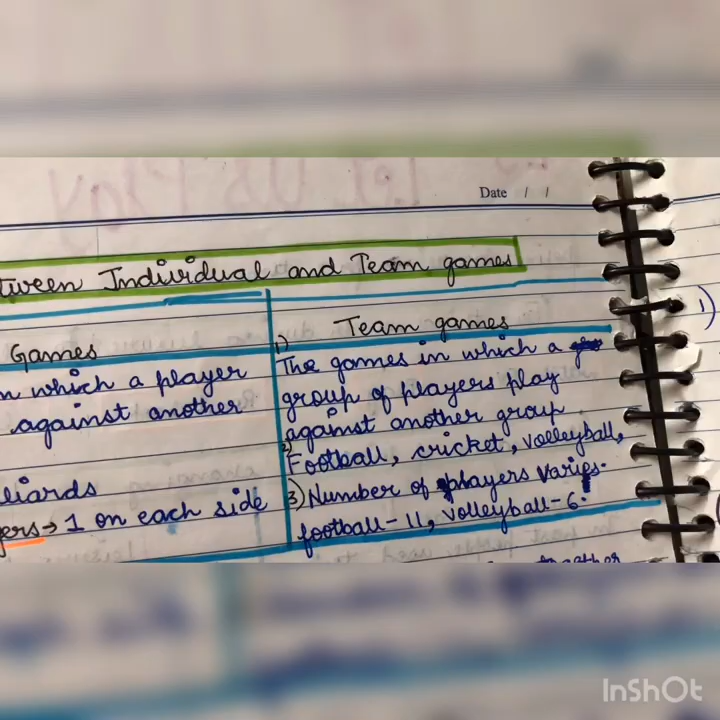 Date / /
tween Individual and Team games
Games
n which a player
against another
liards
gers → 1 on each side
Team games
1) The games in which a
group of players play
against another group
2) Football, cricket, volleyball,
3) Number of players varies.
football - 11, volleyball - 6.
1)
InShOt